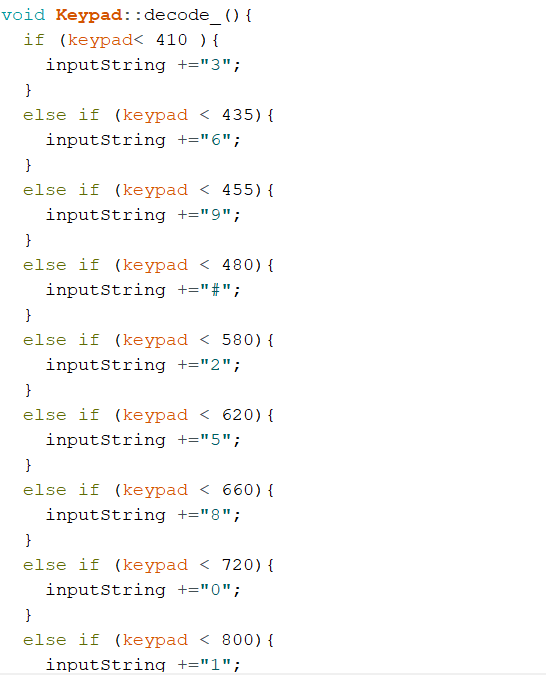 void Keypad::decode_(){
  if (keypad< 410 ){
    inputString +="3";
  }
  else if (keypad < 435){
    inputString +="6";
  }
  else if (keypad < 455){
    inputString +="9";
  }
  else if (keypad < 480){
    inputString +="#";
  }
  else if (keypad < 580){
    inputString +="2";
  }
  else if (keypad < 620){
    inputString +="5";
  }
  else if (keypad < 660){
    inputString +="8";
  }
  else if (keypad < 720){
    inputString +="0";
  }
  else if (keypad < 800){
    inputString +="1";